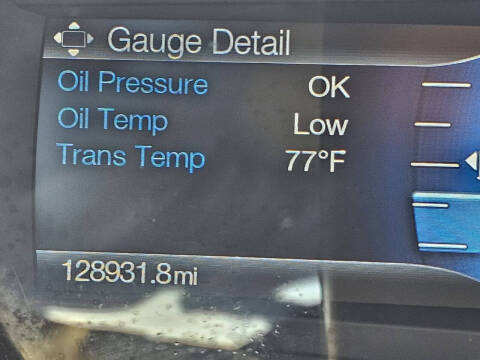 Gauge Detail
Oil Pressure OK
Oil Temp Low
Trans Temp 77°F
128931.8mi